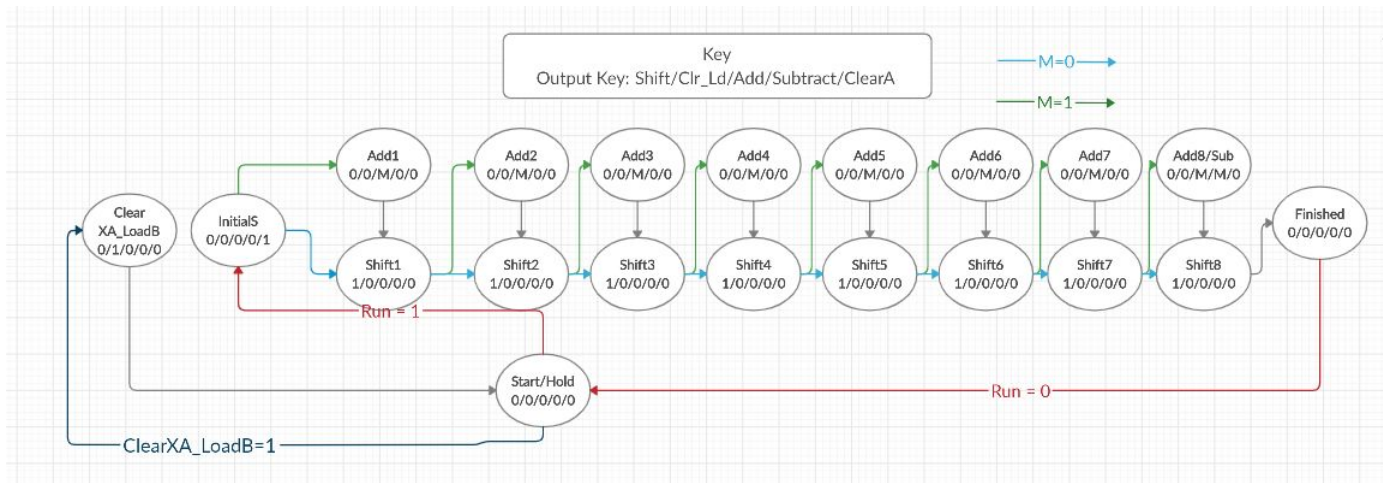 Key
Output Key: Shift/Clr_Ld/Add/Subtract/ClearA
M=0
M=1
Add1
0/0/M/0/0
Add2
0/0/M/0/0
Add3
0/0/M/0/0
Add4
0/0/M/0/0
Add5
0/0/M/0/0
Add6
0/0/M/0/0
Add7
0/0/M/0/0
Add8/Sub
0/0/M/M/0
Clear
XA_LoadB
0/1/0/0/0
InitialS
0/0/0/0/1
Finished
0/0/0/0/0
Shift1
1/0/0/0/0
Shift2
1/0/0/0/0
Shift3
1/0/0/0/0
Shift4
1/0/0/0/0
Shift5
1/0/0/0/0
Shift6
1/0/0/0/0
Shift7
1/0/0/0/0
Shift8
1/0/0/0/0
Run = 1
Start/Hold
0/0/0/0/0
Run = 0
ClearXA_LoadB=1